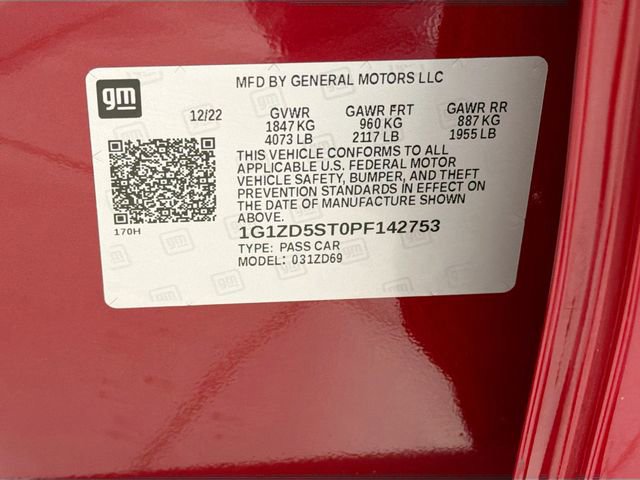 MFD BY GENERAL MOTORS LLC
gm
12/22 GVWR GAWR FRT GAWR RR
1847 KG 960 KG 887 KG
4073 LB 2117 LB 1955 LB
THIS VEHICLE CONFORMS TO ALL
APPLICABLE U.S. FEDERAL MOTOR
VEHICLE SAFETY, BUMPER, AND THEFT
PREVENTION STANDARDS IN EFFECT ON
THE DATE OF MANUFACTURE SHOWN
ABOVE.
170H
1G1ZD5ST0PF142753
TYPE: PASS CAR
MODEL: 031ZD69